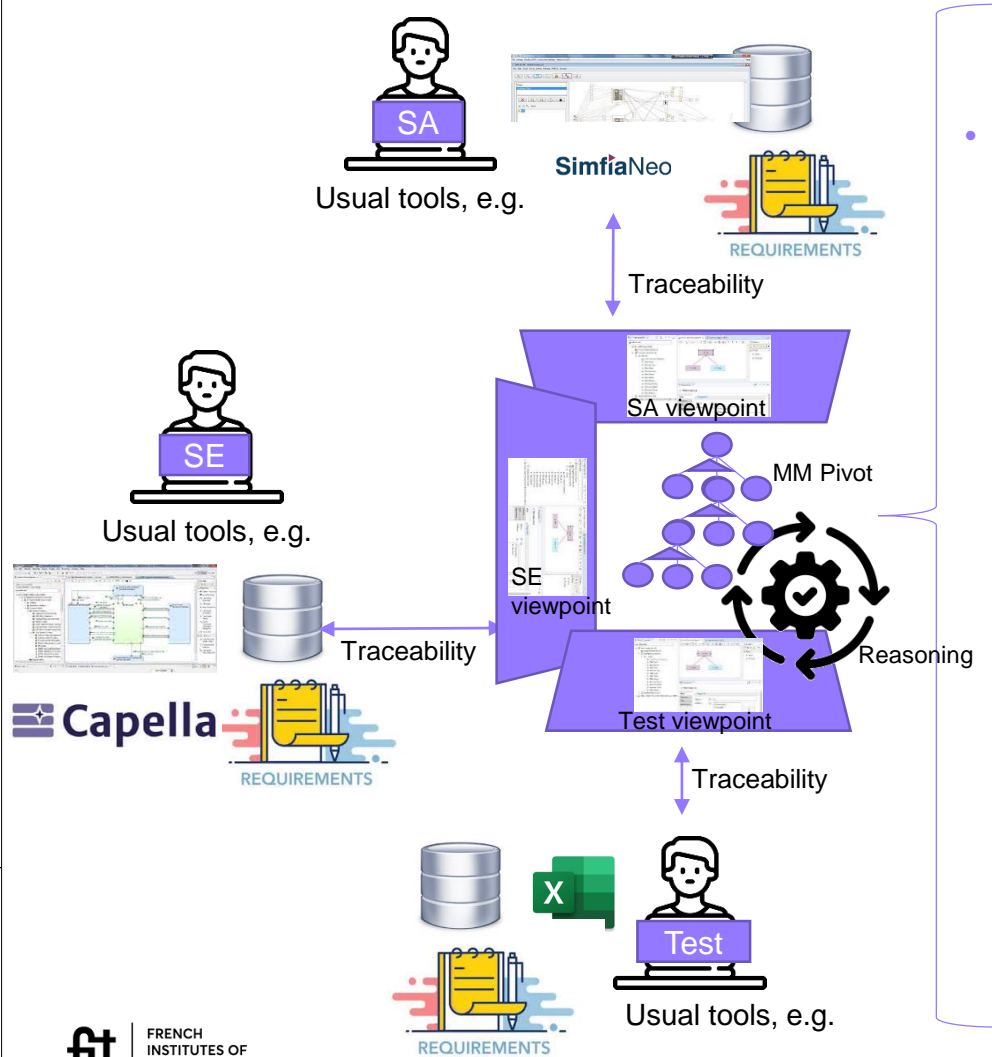 SA
SimfiaNeo
Usual tools, e.g.
REQUIREMENTS
Traceability
SA viewpoint
SE
MM Pivot
Usual tools, e.g.
SE
viewpoint
Traceability
Reasoning
Capella
REQUIREMENTS
Test viewpoint
Traceability
X
Test
Usual tools, e.g.
REQUIREMENTS
fit
FRENCH
INSTITUTES OF